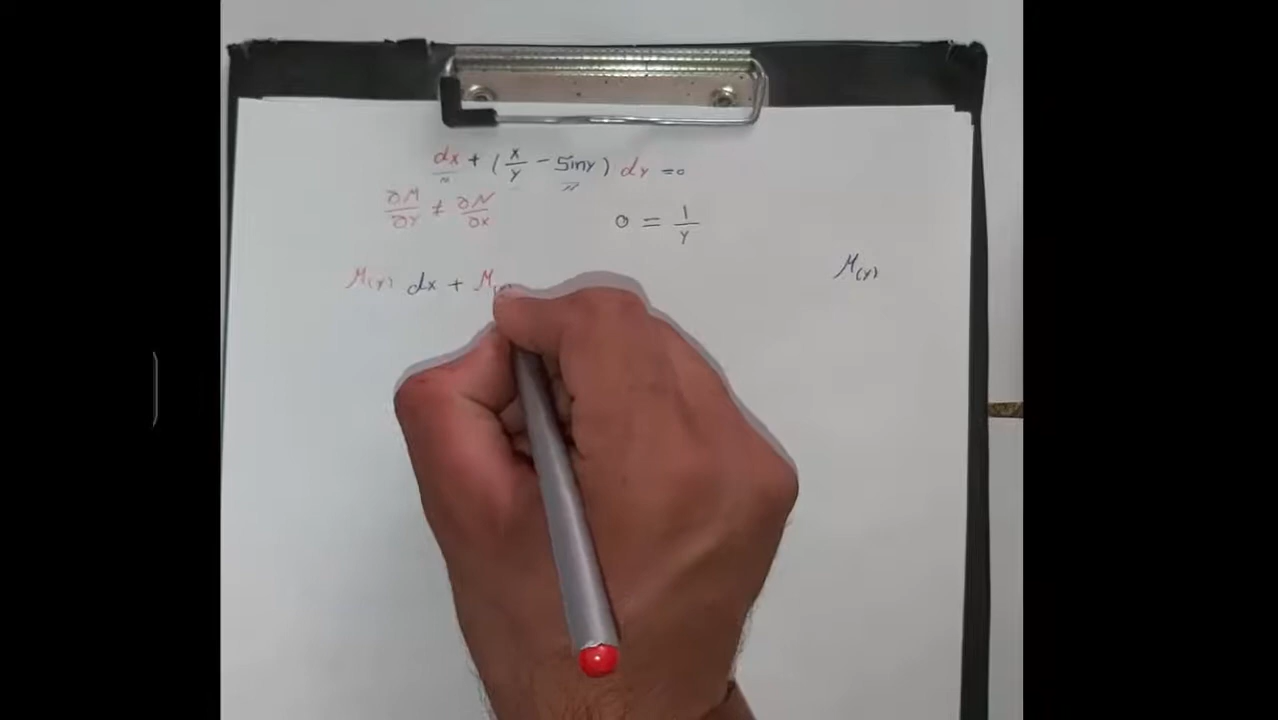 dx + (x/y - Siny) dy = 0
∂M/∂y ≠ ∂N/∂x 0 = 1/y
M(y) dx + M M(y)